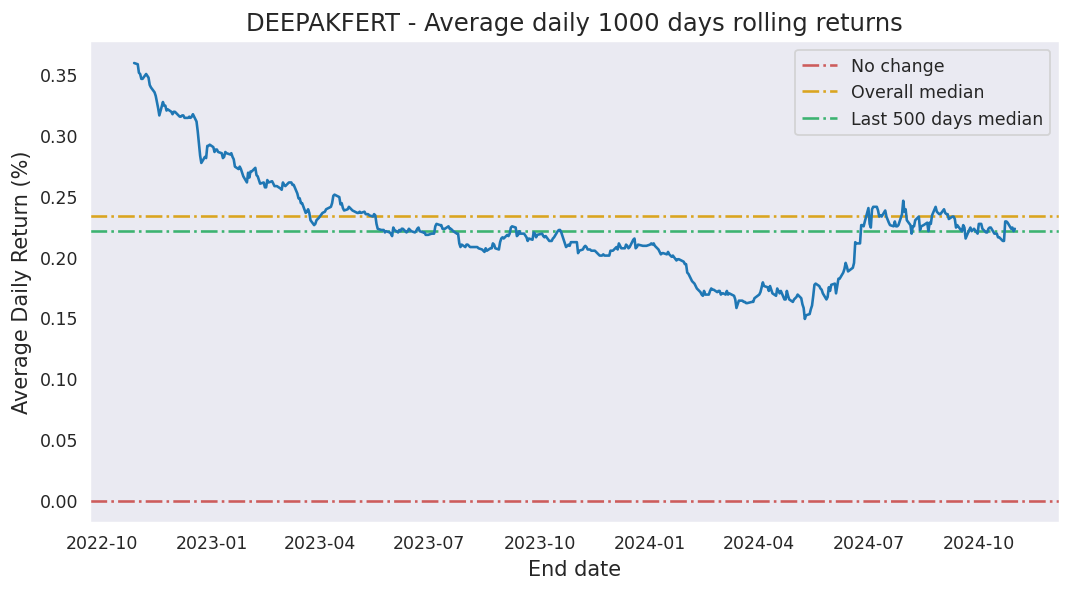 DEEPAKFERT - Average daily 1000 days rolling returns
No change
Overall median
Last 500 days median
Average Daily Return (%)
0.35
0.30
0.25
0.20
0.15
0.10
0.05
0.00
2022-10 2023-01 2023-04 2023-07 2023-10 2024-01 2024-04 2024-07 2024-10
End date